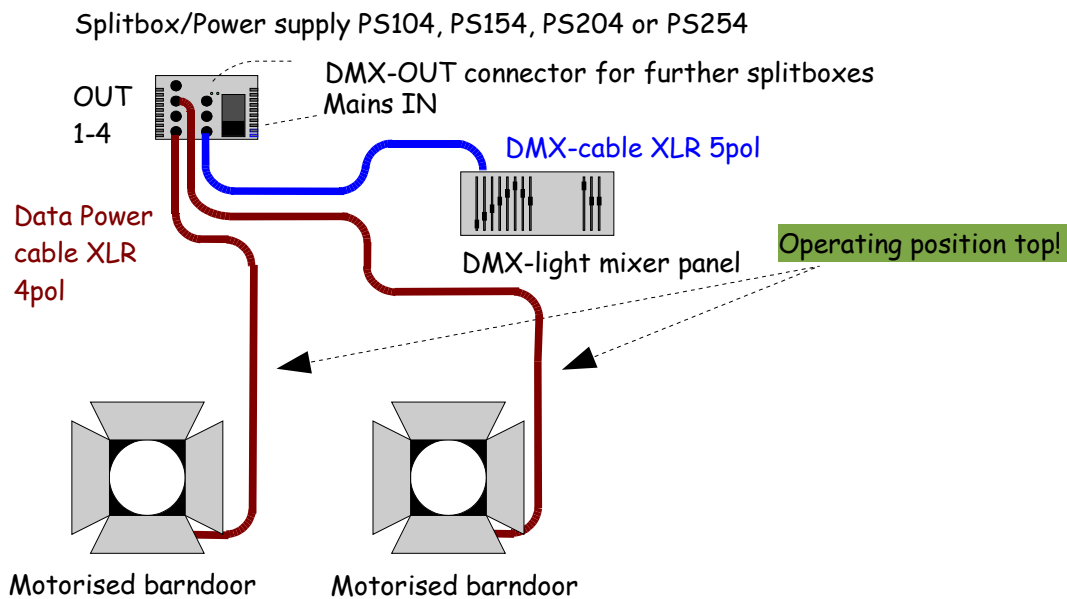 Splitbox/Power supply PS104, PS154, PS204 or PS254
OUT
1-4
DMX-OUT connector for further splitboxes
Mains IN
DMX-cable XLR 5pol
Data Power
cable XLR
4pol
DMX-light mixer panel
Operating position top!
Motorised barndoor
Motorised barndoor